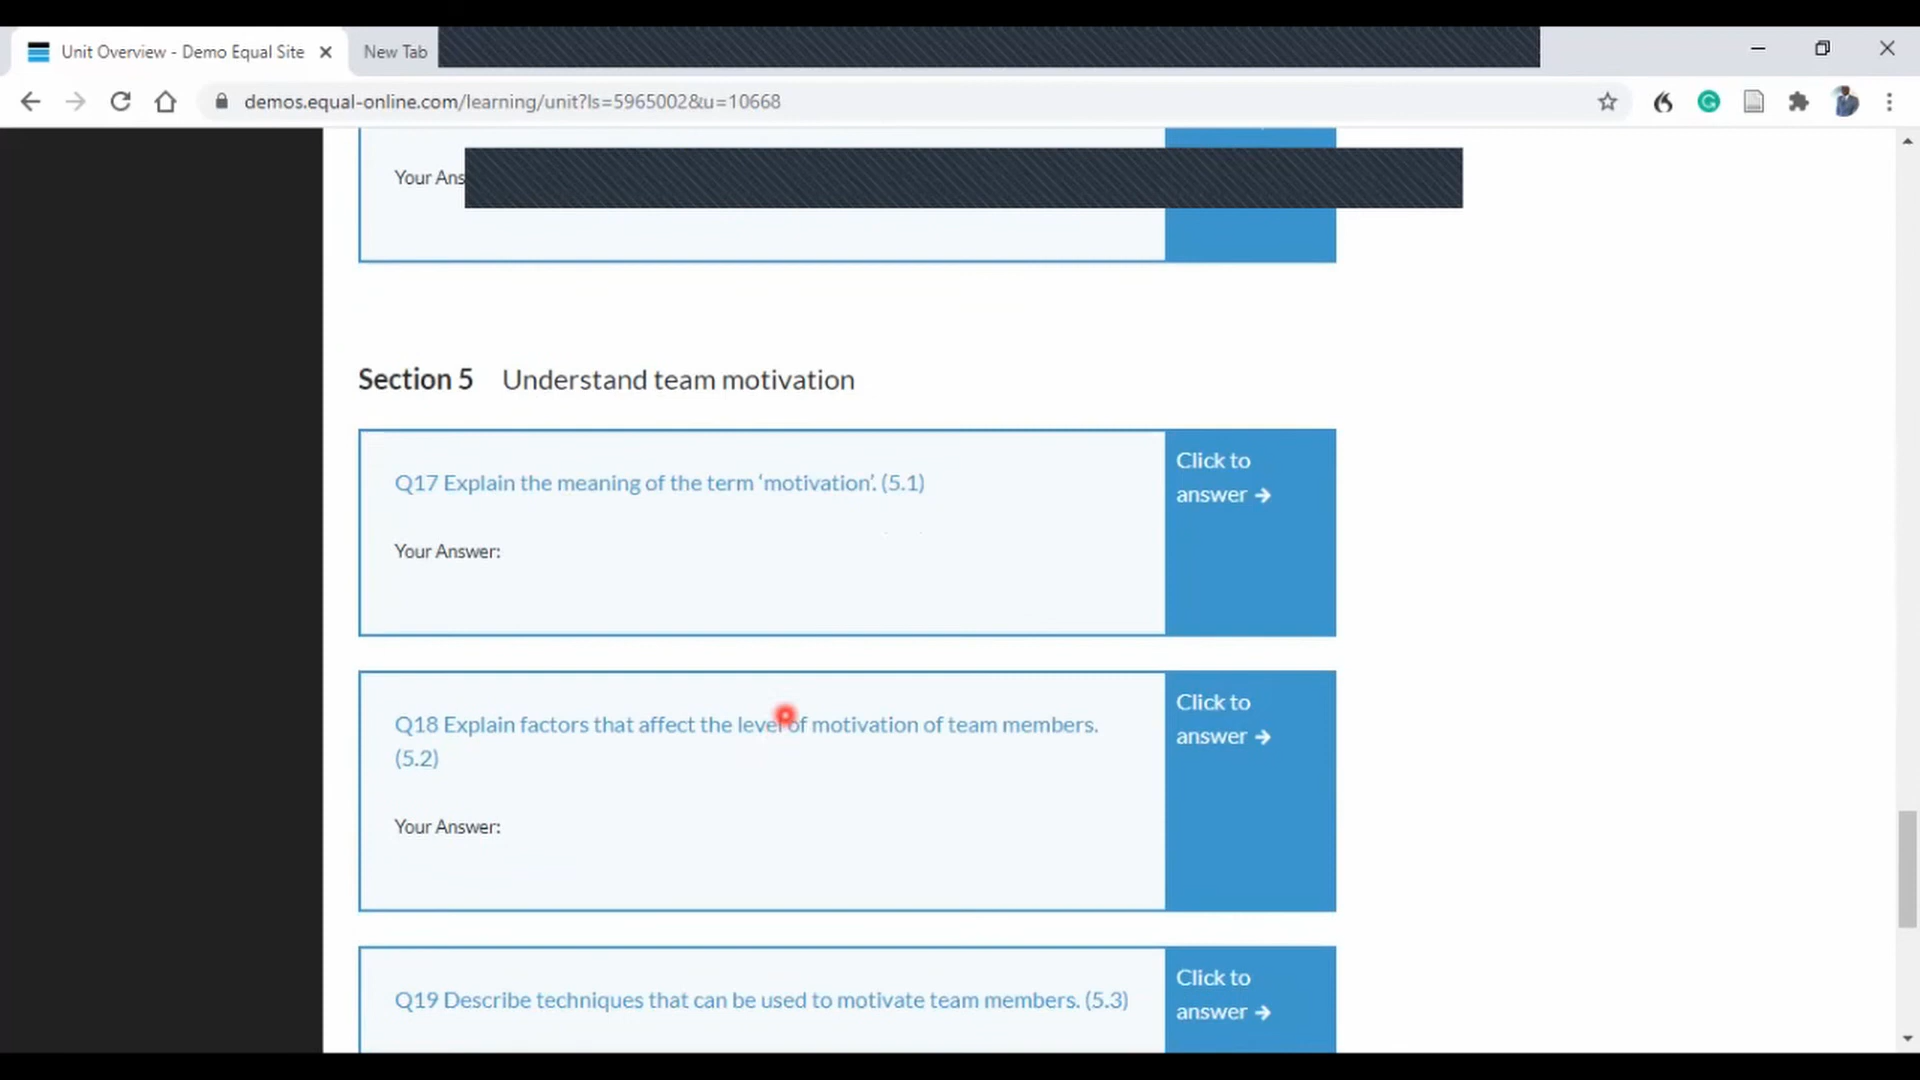 Unit Overview - Demo Equal Site
New Tab
demos.equal-online.com/learning/unit?ls=5965002&u=10668
Your Ans
Section 5 Understand team motivation
Q17 Explain the meaning of the term ‘motivation’. (5.1)
Click to
answer →
Your Answer:
Q18 Explain factors that affect the level of motivation of team members.
(5.2)
Click to
answer →
Your Answer:
Q19 Describe techniques that can be used to motivate team members. (5.3)
Click to
answer →